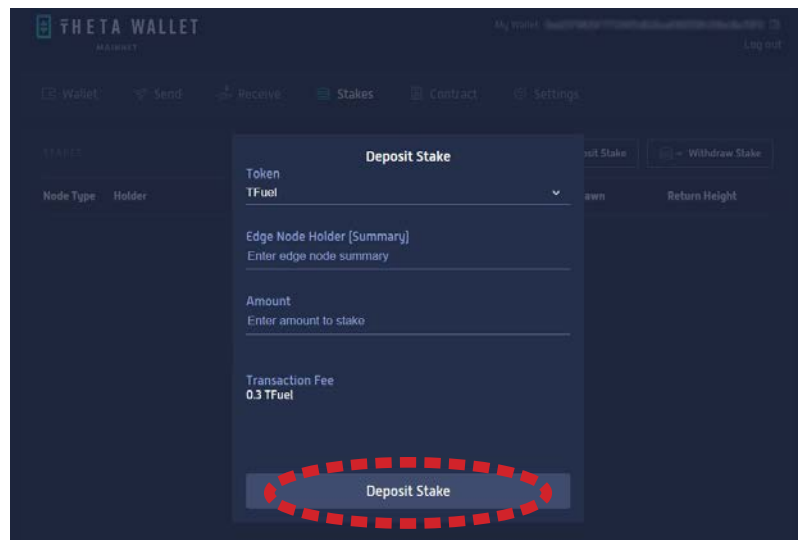 THETA WALLET
MAINNET
My Wallet:
Log out
Wallet
Send
Receive
Stakes
Contract
Settings
STAKES
Stake
Withdraw Stake
Node Type
Holder
Return Height
Deposit Stake
Token
TFuel
Edge Node Holder (Summary)
Enter edge node summary
Amount
Enter amount to stake
Transaction Fee
0.3 TFuel
Deposit Stake